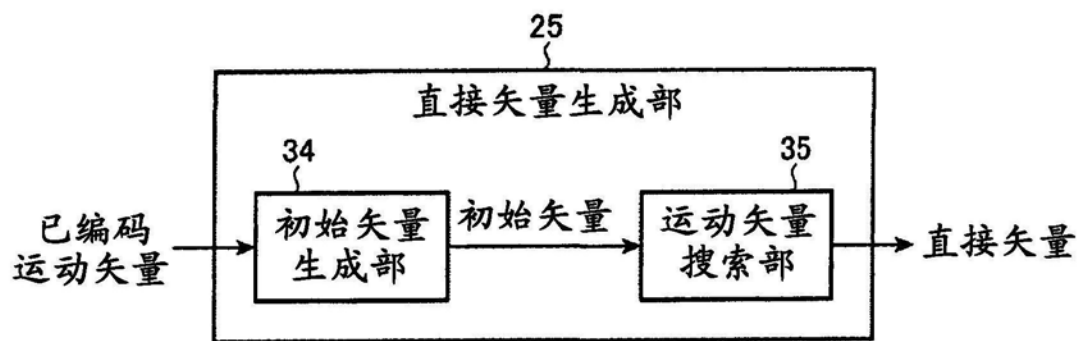 25
直接矢量生成部
34
35
已编码
运动矢量
初始矢量
生成部
初始矢量
运动矢量
搜索部
直接矢量